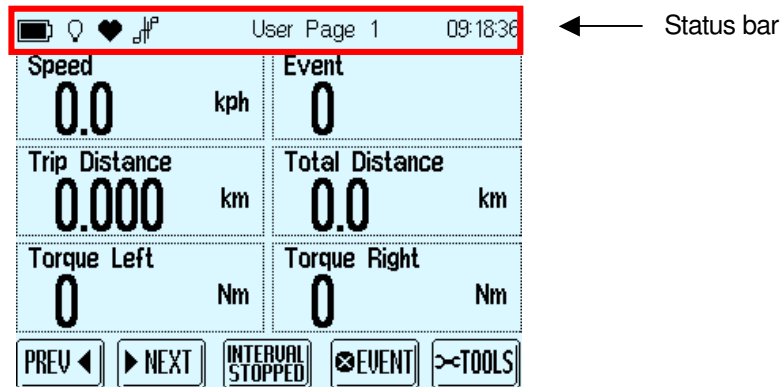 User Page 1 09:18:36 Status bar
Speed Event
0.0 kph 0
Trip Distance Total Distance
0.000 km 0.0 km
Torque Left Torque Right
0 Nm 0 Nm
PREV NEXT INTERVAL STOPPED EVENT TOOLS